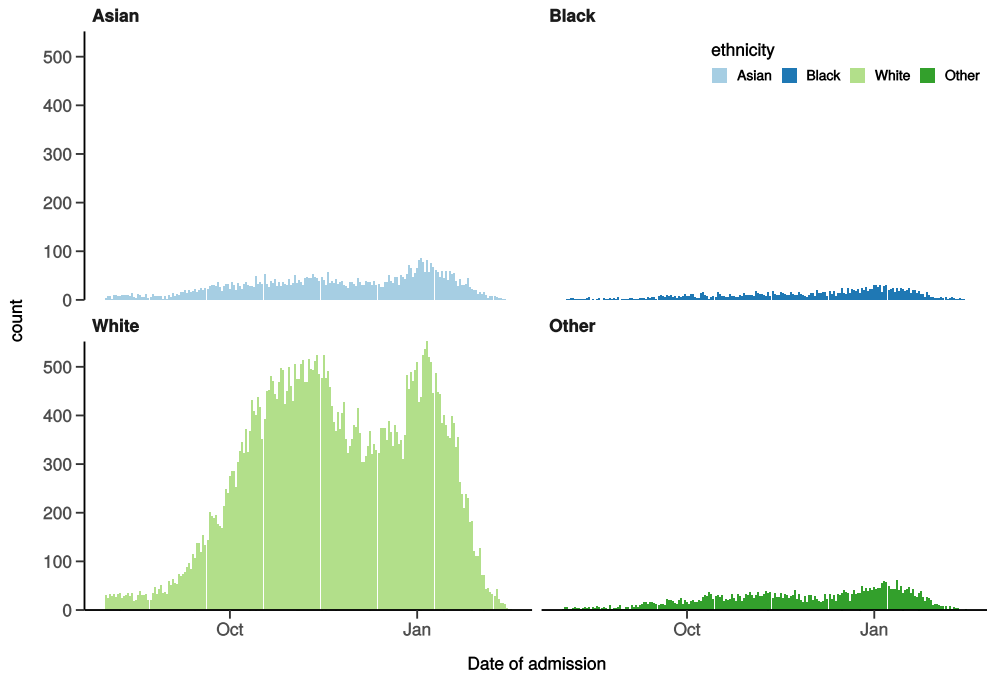 Asian
Black
ethnicity
Asian Black White Other
500
400
300
200
100
0
count
White
Other
500
400
300
200
100
0
Oct Jan
Oct Jan
Date of admission